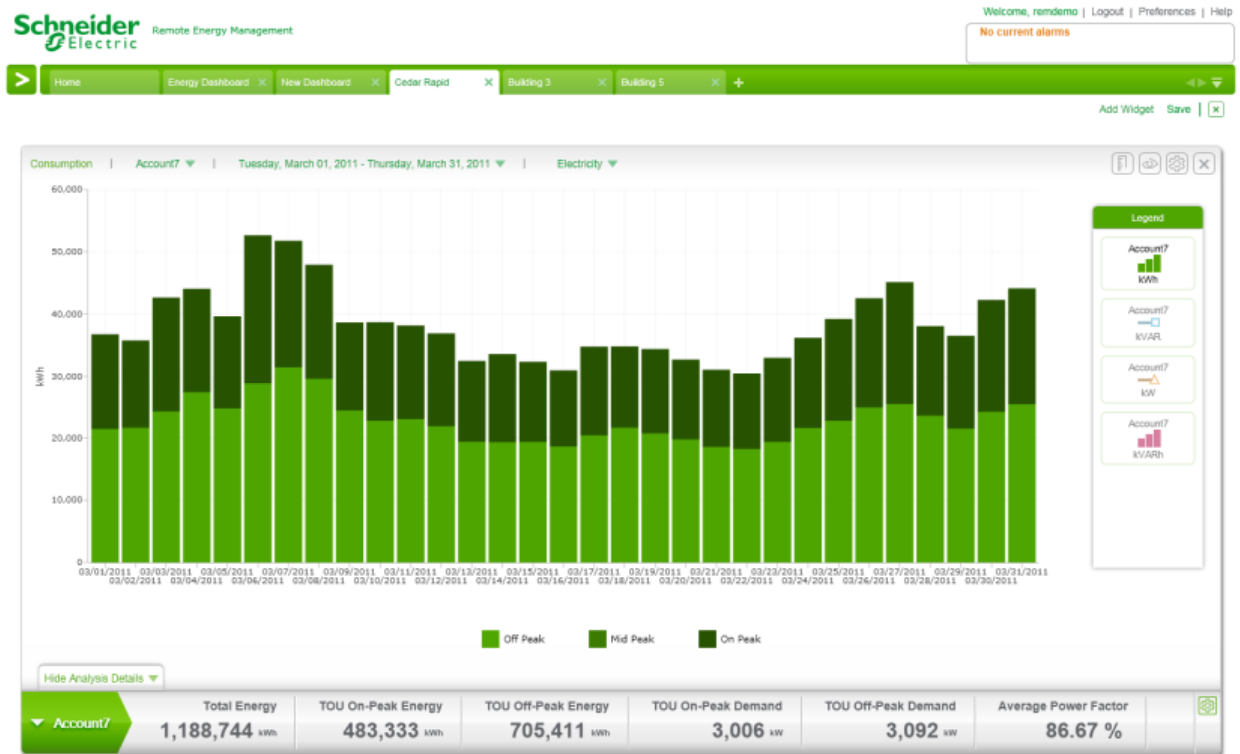 Welcome, remdemo | Logout | Preferences | Help
Schneider Electric
Remote Energy Management
No current alarms
> Home Energy Dashboard × New Dashboard × Cedar Rapid × Building 3 × Building 5 × +
Add Widget Save | ×
Consumption | Account7 ▼ | Tuesday, March 01, 2011 - Thursday, March 31, 2011 ▼ | Electricity ▼
60,000
50,000
40,000
30,000
20,000
10,000
0
kWh
03/01/2011 03/03/2011 03/05/2011 03/07/2011 03/09/2011 03/11/2011 03/13/2011 03/15/2011 03/17/2011 03/19/2011 03/21/2011 03/23/2011 03/25/2011 03/27/2011 03/29/2011 03/31/2011
03/02/2011 03/04/2011 03/06/2011 03/08/2011 03/10/2011 03/12/2011 03/14/2011 03/16/2011 03/18/2011 03/20/2011 03/22/2011 03/24/2011 03/26/2011 03/28/2011 03/30/2011
Off Peak Mid Peak On Peak
Legend
Account7
kWh
Account7
kVAR
Account7
kW
Account7
kVARh
Hide Analysis Details ▼
Account7
Total Energy TOU On-Peak Energy TOU Off-Peak Energy TOU On-Peak Demand TOU Off-Peak Demand Average Power Factor
1,188,744 kWh 483,333 kWh 705,411 kWh 3,006 kW 3,092 kW 86.67 %